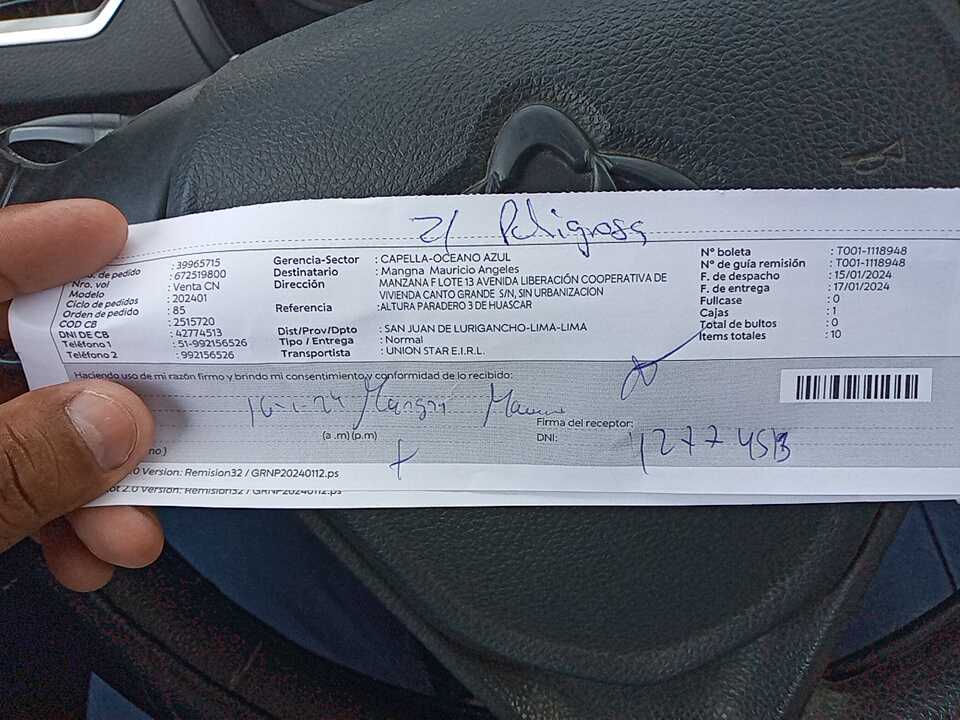 z/ Peligrosa
N° de pedido : 39965715
Nro. vol : 672519800
Modelo : Venta CN
Ciclo de pedidos : 202401
Orden de pedido : 85
COD CB : 2515720
DNI DE CB : 42774513
Teléfono 1 : 51-992156526
Teléfono 2 : 992156526
Gerencia-Sector : CAPELLA-OCEANO AZUL
Destinatario : Mangna Mauricio Angeles
Dirección : MANZANA F LOTE 13 AVENIDA LIBERACIÓN COOPERATIVA DE
VIVIENDA CANTO GRANDE S/N, SIN URBANIZACION
Referencia : ALTURA PARADERO 3 DE HUASCAR
Dist/Prov/Dpto : SAN JUAN DE LURIGANCHO-LIMA-LIMA
Tipo / Entrega : Normal
Transportista : UNION STAR E.I.R.L.
N° boleta : T001-1118948
N° de guía remisión : T001-1118948
F. de despacho : 15/01/2024
F. de entrega : 17/01/2024
Fullcase : 0
Cajas : 1
Total de bultos : 0
Items totales : 10
Haciendo uso de mi razón firmo y brindo mi consentimiento y conformidad de lo recibido:
16-1-24
(a .m) (p.m)
Firma del receptor:
DNI: 42774513
.0 Version: Remision32 / GRNP20240112.ps
ot 2.0 Version: Remision32 / GRNP20240112.ps